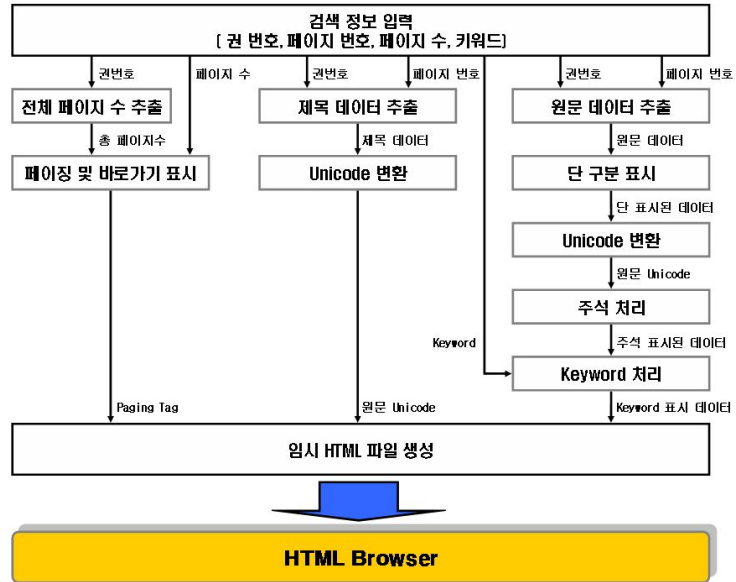 검색 정보 입력
[ 권 번호, 페이지 번호, 페이지 수, 키워드]
권번호
페이지 수
권번호
페이지 번호
권번호
페이지 번호
전체 페이지 수 추출
제목 데이터 추출
원문 데이터 추출
총 페이지수
제목 데이터
원문 데이터
페이징 및 바로가기 표시
Unicode 변환
단 구분 표시
단 표시된 데이터
Unicode 변환
원문 Unicode
주석 처리
Keyword
주석 표시된 데이터
Keyword 처리
Paging Tag
원문 Unicode
Keyword 표시 데이터
임시 HTML 파일 생성
HTML Browser